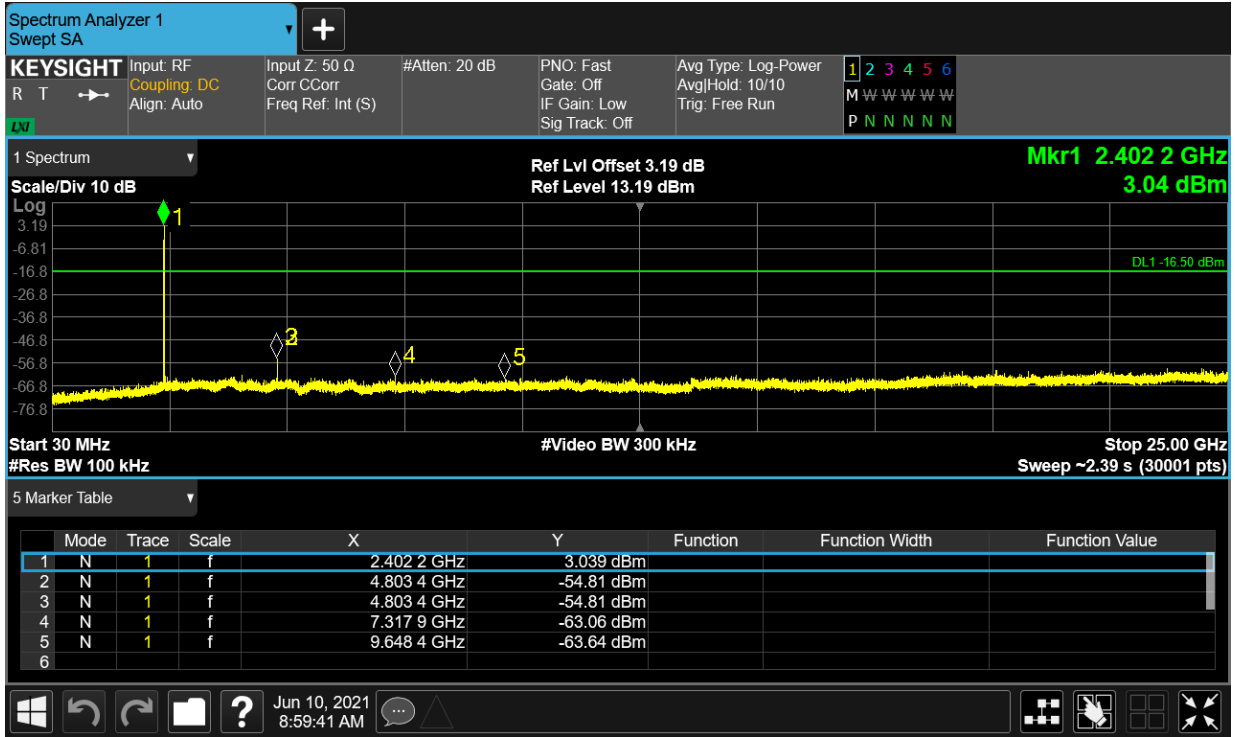 Spectrum Analyzer 1
Swept SA
KEYSIGHT
R T
LXI
Input: RF
Coupling: DC
Align: Auto
Input Z: 50 Ω
Corr CCorr
Freq Ref: Int (S)
#Atten: 20 dB
PNO: Fast
Gate: Off
IF Gain: Low
Sig Track: Off
Avg Type: Log-Power
Avg|Hold: 10/10
Trig: Free Run
1 2 3 4 5 6
M W W W W W
P N N N N N
1 Spectrum
Scale/Div 10 dB
Ref Lvl Offset 3.19 dB
Ref Level 13.19 dBm
Mkr1 2.402 2 GHz
3.04 dBm
Log
3.19
-6.81
-16.8
-26.8
-36.8
-46.8
-56.8
-66.8
-76.8
1
DL1 -16.50 dBm
4
5
Start 30 MHz
#Video BW 300 kHz
Stop 25.00 GHz
#Res BW 100 kHz
Sweep ~2.39 s (30001 pts)
5 Marker Table
Mode Trace Scale X Y Function Function Width Function Value
1 N 1 f 2.402 2 GHz 3.039 dBm
2 N 1 f 4.803 4 GHz -54.81 dBm
3 N 1 f 4.803 4 GHz -54.81 dBm
4 N 1 f 7.317 9 GHz -63.06 dBm
5 N 1 f 9.648 4 GHz -63.64 dBm
6
?
Jun 10, 2021
8:59:41 AM